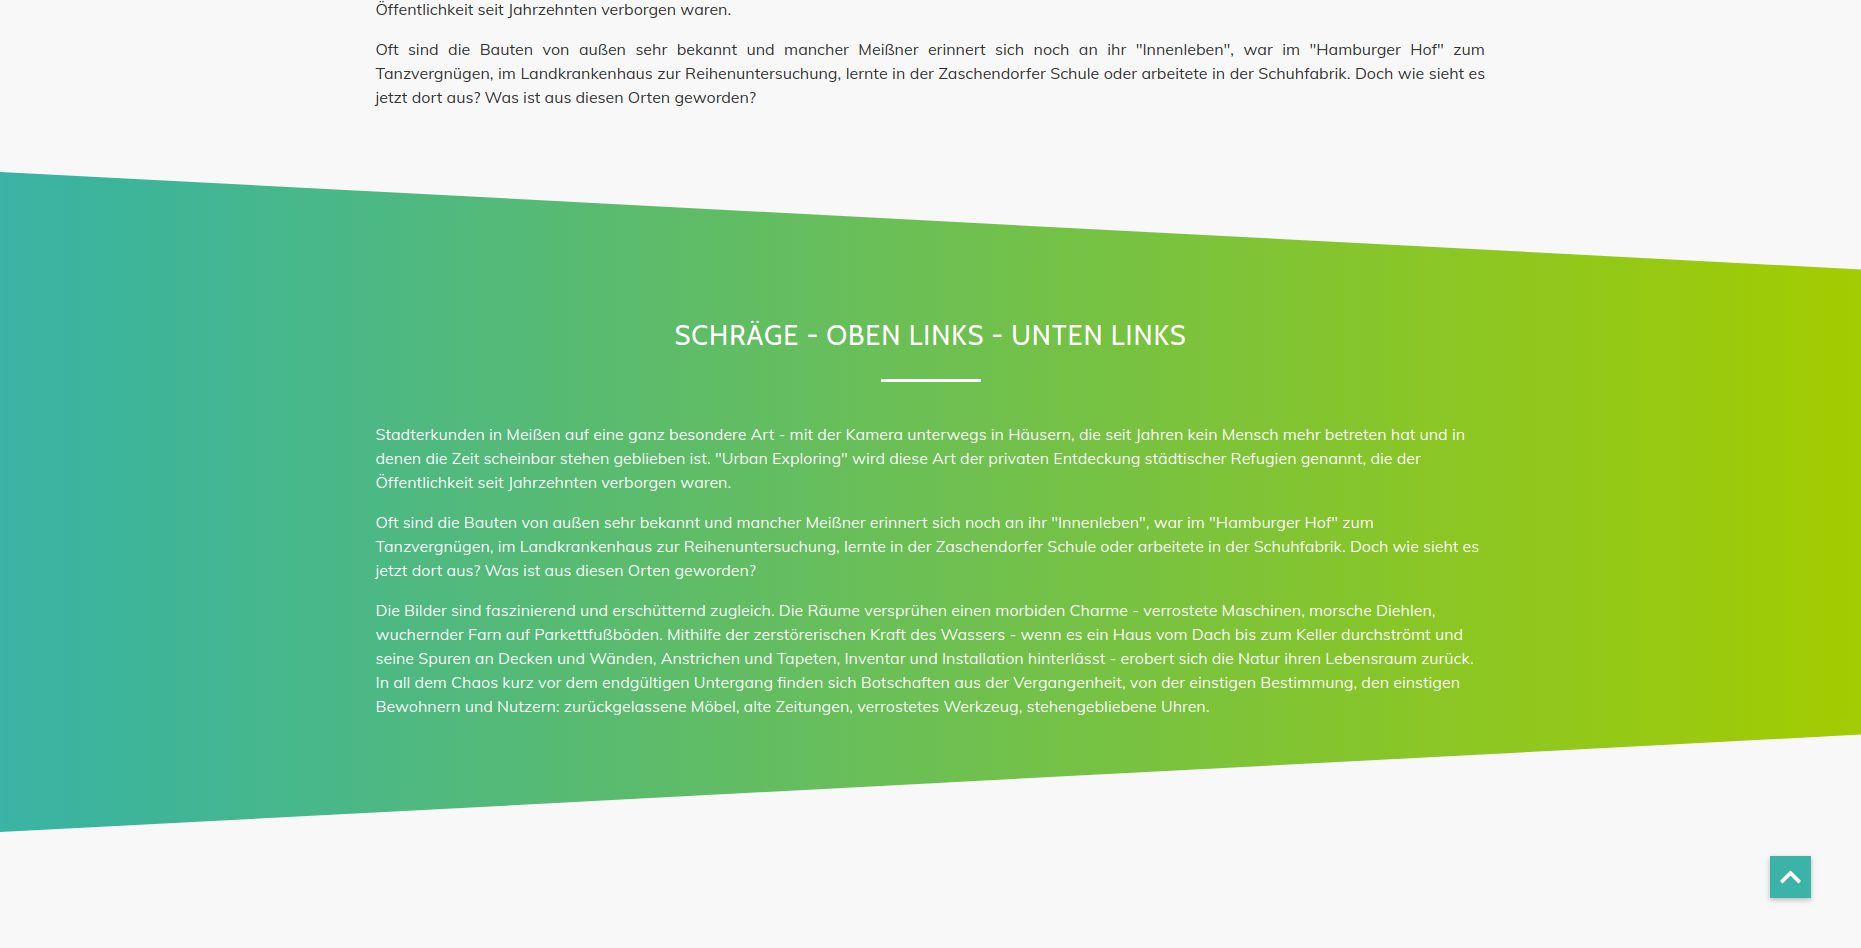 Öffentlichkeit seit Jahrzehnten verborgen waren.
Oft sind die Bauten von außen sehr bekannt und mancher Meißner erinnert sich noch an ihr "Innenleben", war im "Hamburger Hof" zum
Tanzvergnügen, im Landkrankenhaus zur Reihenuntersuchung, lernte in der Zaschendorfer Schule oder arbeitete in der Schuhfabrik. Doch wie sieht es
jetzt dort aus? Was ist aus diesen Orten geworden?
SCHRÄGE - OBEN LINKS - UNTEN LINKS
Stadterkunden in Meißen auf eine ganz besondere Art - mit der Kamera unterwegs in Häusern, die seit Jahren kein Mensch mehr betreten hat und in
denen die Zeit scheinbar stehen geblieben ist. "Urban Exploring" wird diese Art der privaten Entdeckung städtischer Refugien genannt, die der
Öffentlichkeit seit Jahrzehnten verborgen waren.
Oft sind die Bauten von außen sehr bekannt und mancher Meißner erinnert sich noch an ihr "Innenleben", war im "Hamburger Hof" zum
Tanzvergnügen, im Landkrankenhaus zur Reihenuntersuchung, lernte in der Zaschendorfer Schule oder arbeitete in der Schuhfabrik. Doch wie sieht es
jetzt dort aus? Was ist aus diesen Orten geworden?
Die Bilder sind faszinierend und erschütternd zugleich. Die Räume versprühen einen morbiden Charme - verrostete Maschinen, morsche Diehlen,
wuchernder Farn auf Parkettfußböden. Mithilfe der zerstörerischen Kraft des Wassers - wenn es ein Haus vom Dach bis zum Keller durchströmt und
seine Spuren an Decken und Wänden, Anstrichen und Tapeten, Inventar und Installation hinterlässt - erobert sich die Natur ihren Lebensraum zurück.
In all dem Chaos kurz vor dem endgültigen Untergang finden sich Botschaften aus der Vergangenheit, von der einstigen Bestimmung, den einstigen
Bewohnern und Nutzern: zurückgelassene Möbel, alte Zeitungen, verrostetes Werkzeug, stehengebliebene Uhren.